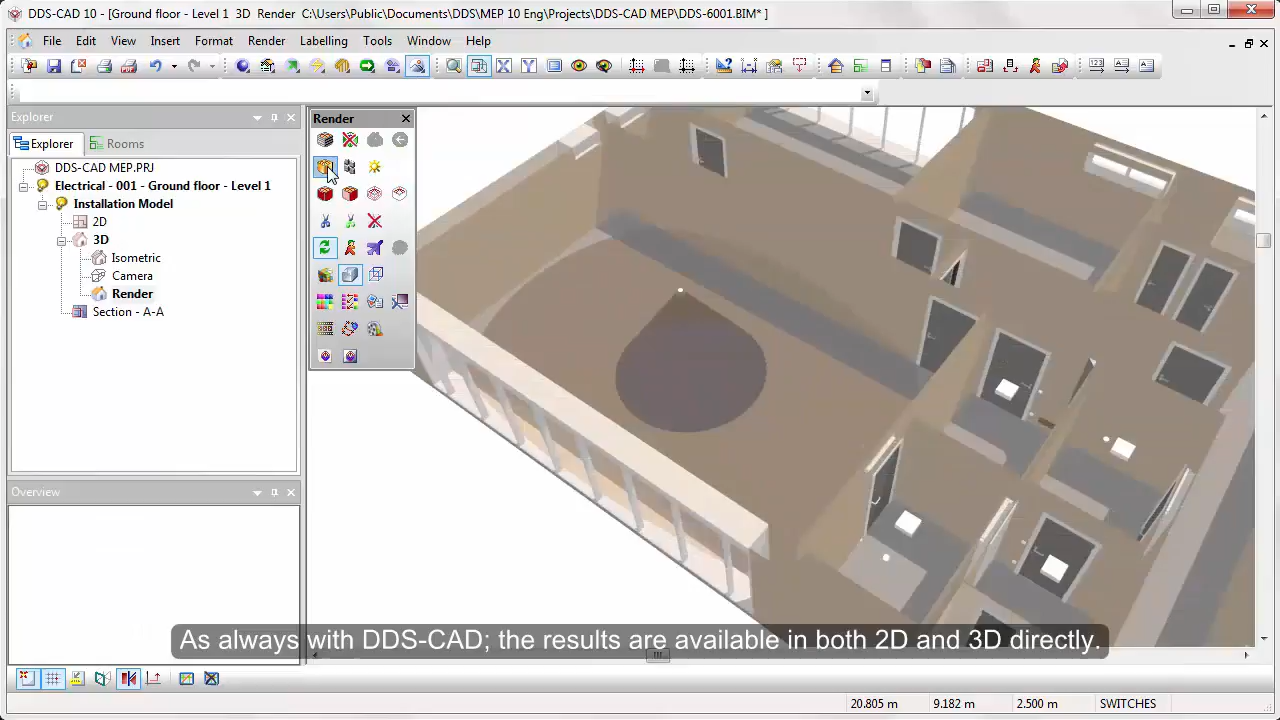 DDS-CAD 10 - [Ground floor - Level 1 3D Render C:\Users\Public\Documents\DDS\MEP 10 Eng\Projects\DDS-CAD MEP\DDS-6001.BIM* ]
File Edit View Insert Format Render Labelling Tools Window Help
Explorer
Render
Explorer Rooms
DDS-CAD MEP.PRJ
Electrical - 001 - Ground floor - Level 1
Installation Model
2D
3D
Isometric
Camera
Render
Section - A-A
Overview
As always with DDS-CAD; the results are available in both 2D and 3D directly.
20.805 m 9.182 m 2.500 m SWITCHES